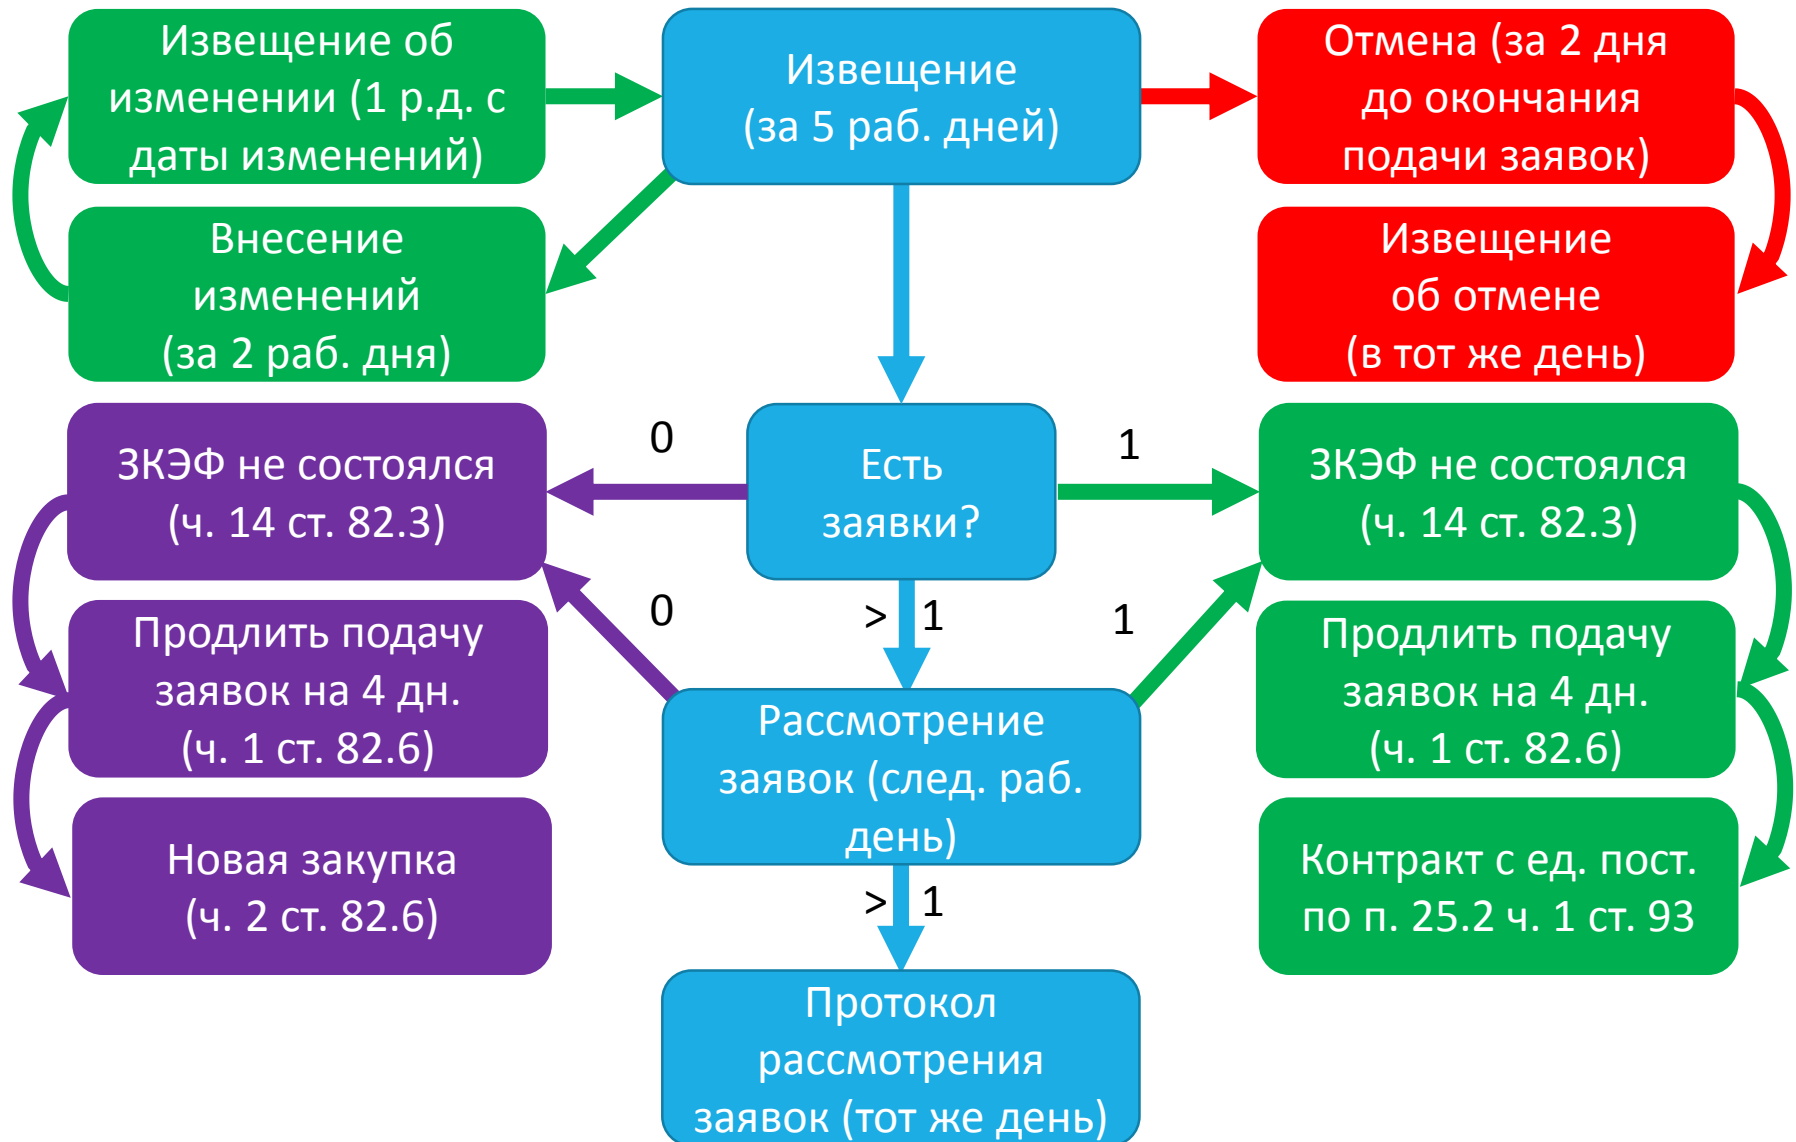 Извещение об
изменении (1 р.д. с
даты изменений)
Извещение
(за 5 раб. дней)
Отмена (за 2 дня
до окончания
подачи заявок)
Внесение
изменений
(за 2 раб. дня)
Извещение
об отмене
(в тот же день)
ЗКЭФ не состоялся
(ч. 14 ст. 82.3)
0
Есть
заявки?
1
ЗКЭФ не состоялся
(ч. 14 ст. 82.3)
Продлить подачу
заявок на 4 дн.
(ч. 1 ст. 82.6)
0
> 1
1
Продлить подачу
заявок на 4 дн.
(ч. 1 ст. 82.6)
Рассмотрение
заявок (след. раб.
день)
Новая закупка
(ч. 2 ст. 82.6)
> 1
Контракт с ед. пост.
по п. 25.2 ч. 1 ст. 93
Протокол
рассмотрения
заявок (тот же день)